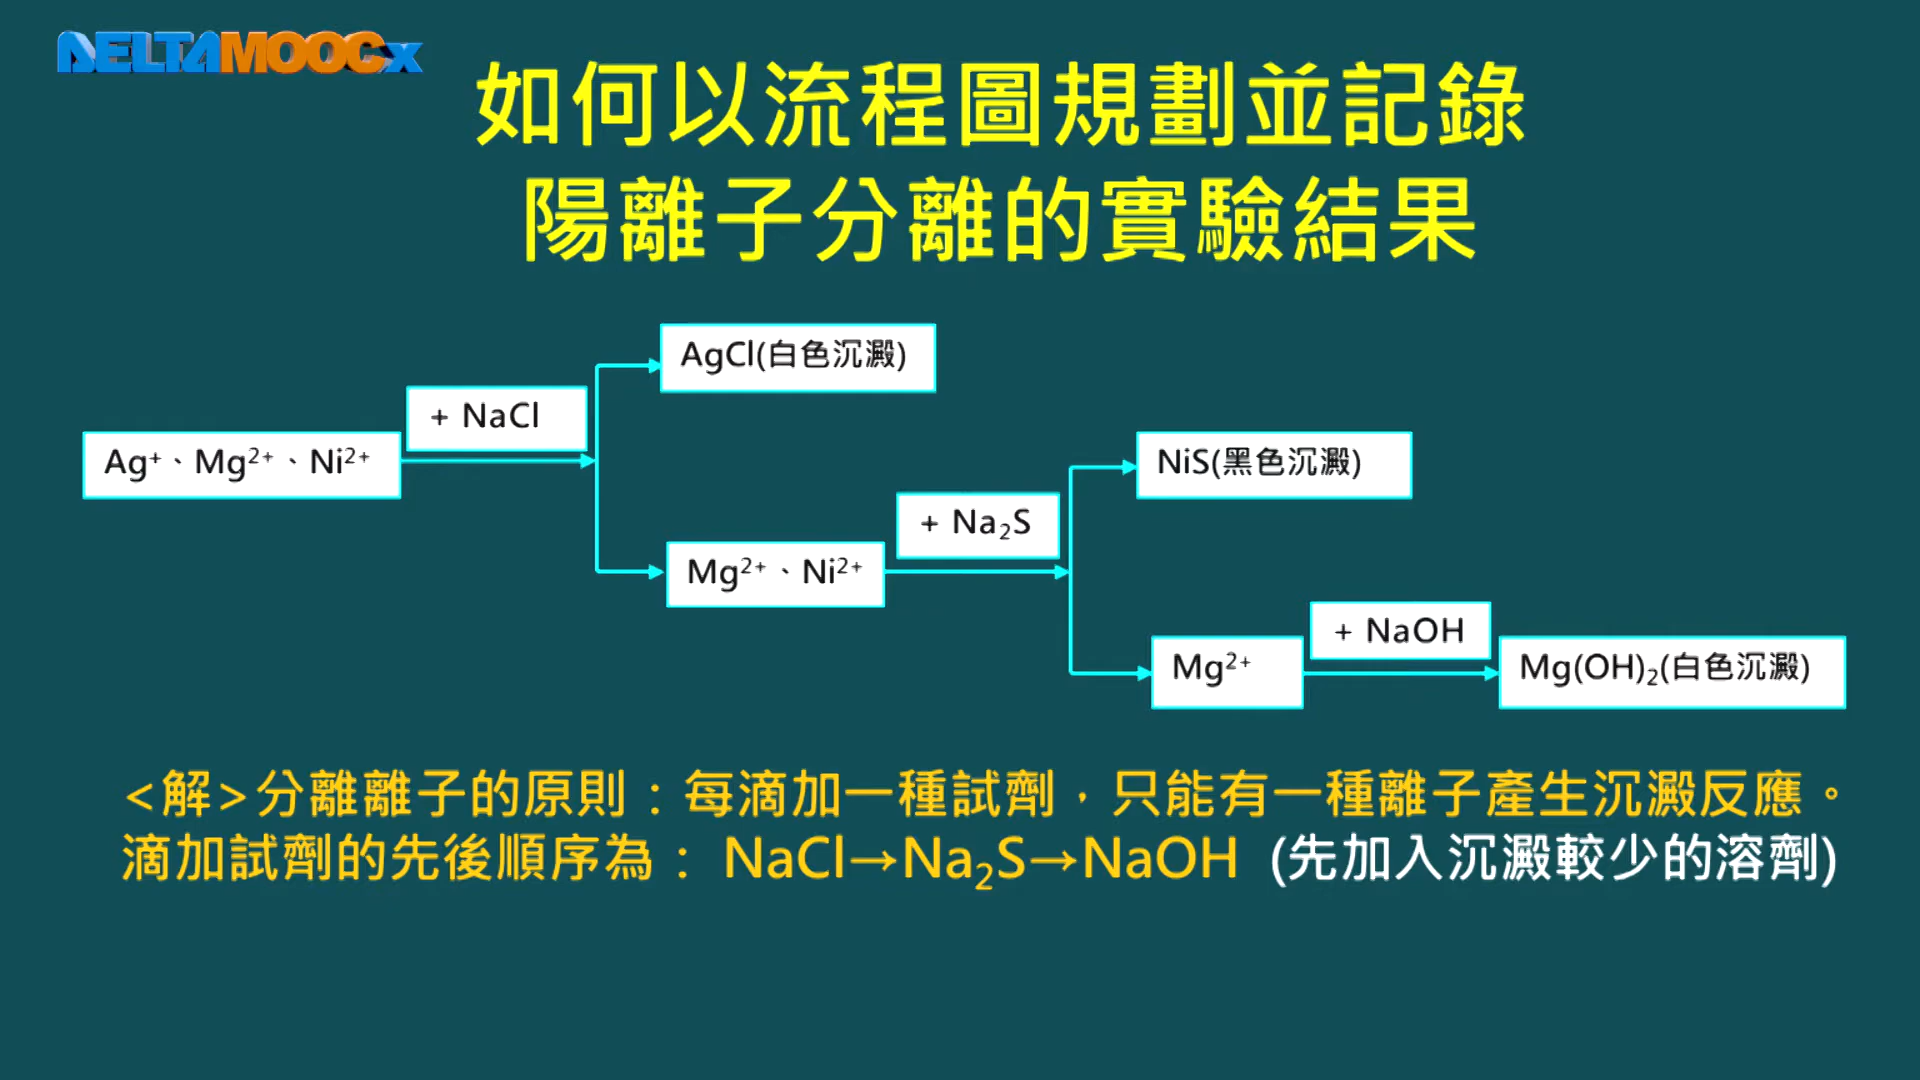 DELTAMOOCx
如何以流程圖規劃並記錄
陽離子分離的實驗結果
AgCl(白色沉澱)
+ NaCl
Ag⁺、Mg²⁺、Ni²⁺
NiS(黑色沉澱)
+ Na₂S
Mg²⁺、Ni²⁺
+ NaOH
Mg²⁺
Mg(OH)₂(白色沉澱)
<解>分離離子的原則：每滴加一種試劑，只能有一種離子產生沉澱反應。
滴加試劑的先後順序為： NaCl→Na₂S→NaOH (先加入沉澱較少的溶劑)